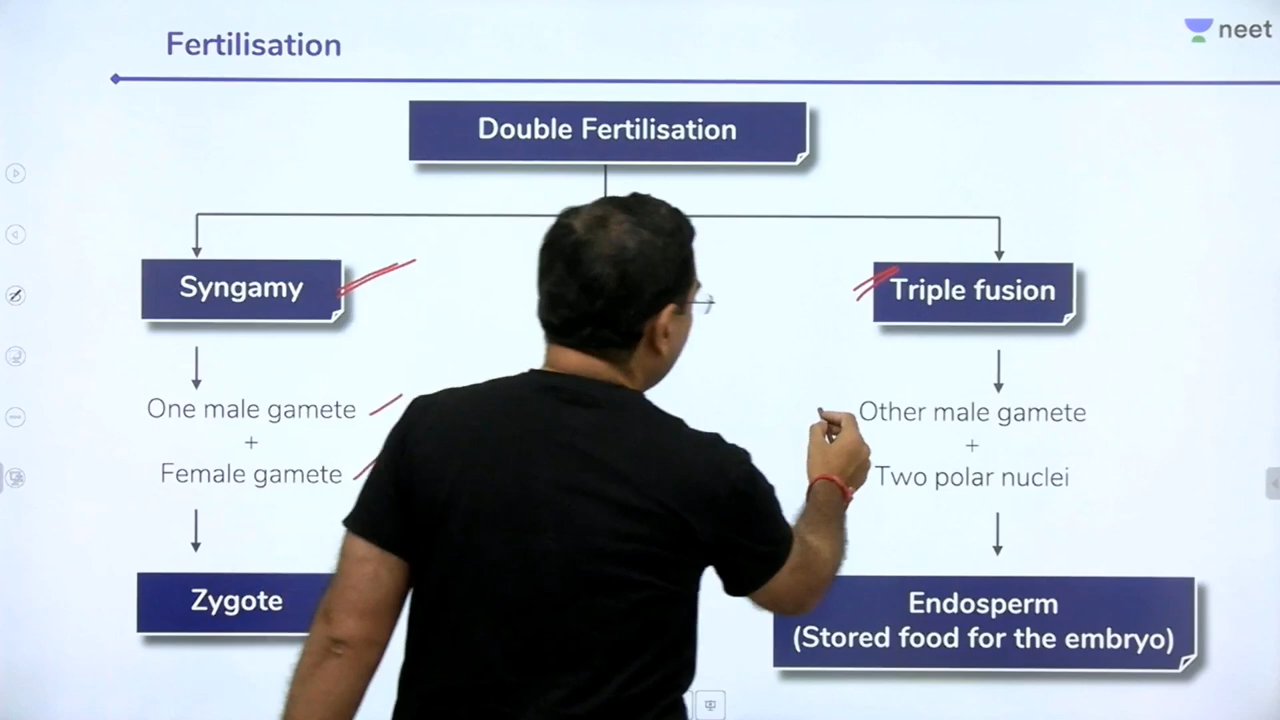 Fertilisation
neet
Double Fertilisation
Syngamy
Triple fusion
One male gamete
+
Female gamete
Other male gamete
+
Two polar nuclei
Zygote
Endosperm
(Stored food for the embryo)